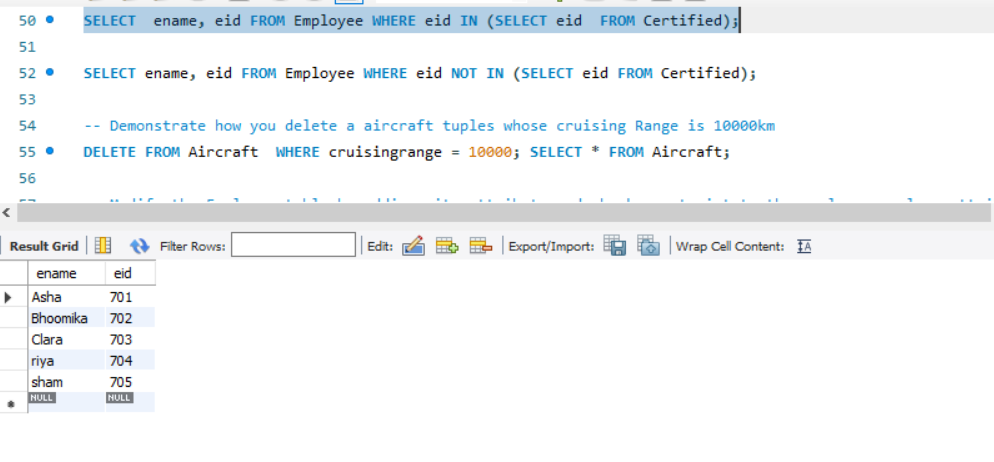 50 SELECT ename, eid FROM Employee WHERE eid IN (SELECT eid FROM Certified);
51
52 SELECT ename, eid FROM Employee WHERE eid NOT IN (SELECT eid FROM Certified);
53
54 -- Demonstrate how you delete a aircraft tuples whose cruising Range is 10000km
55 DELETE FROM Aircraft WHERE cruisingrange = 10000; SELECT * FROM Aircraft;
56
Result Grid Filter Rows: Edit: Export/Import: Wrap Cell Content:
ename eid
Asha 701
Bhoomika 702
Clara 703
riya 704
sham 705
NULL NULL